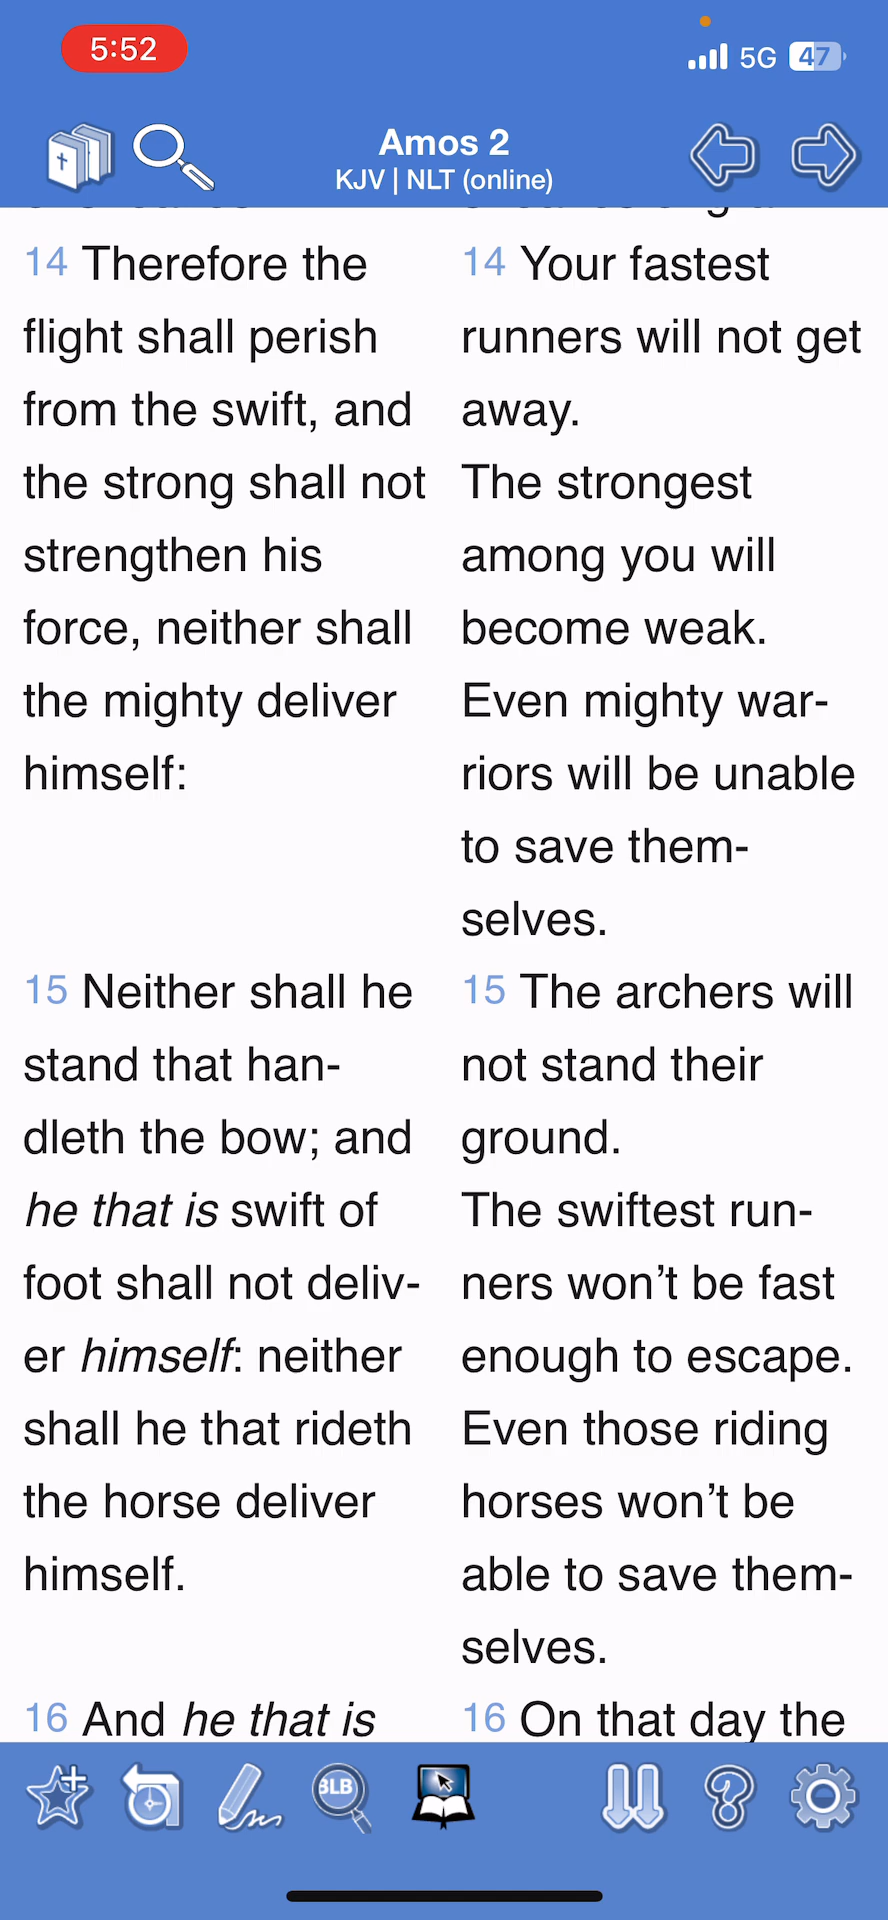 5:52
5G 47
Amos 2
KJV | NLT (online)
14 Therefore the
flight shall perish
from the swift, and
the strong shall not
strengthen his
force, neither shall
the mighty deliver
himself:
15 Neither shall he
stand that han-
dleth the bow; and
he that is swift of
foot shall not deliv-
er himself: neither
shall he that rideth
the horse deliver
himself.
16 And he that is
14 Your fastest
runners will not get
away.
The strongest
among you will
become weak.
Even mighty war-
riors will be unable
to save them-
selves.
15 The archers will
not stand their
ground.
The swiftest run-
ners won’t be fast
enough to escape.
Even those riding
horses won’t be
able to save them-
selves.
16 On that day the
BLB